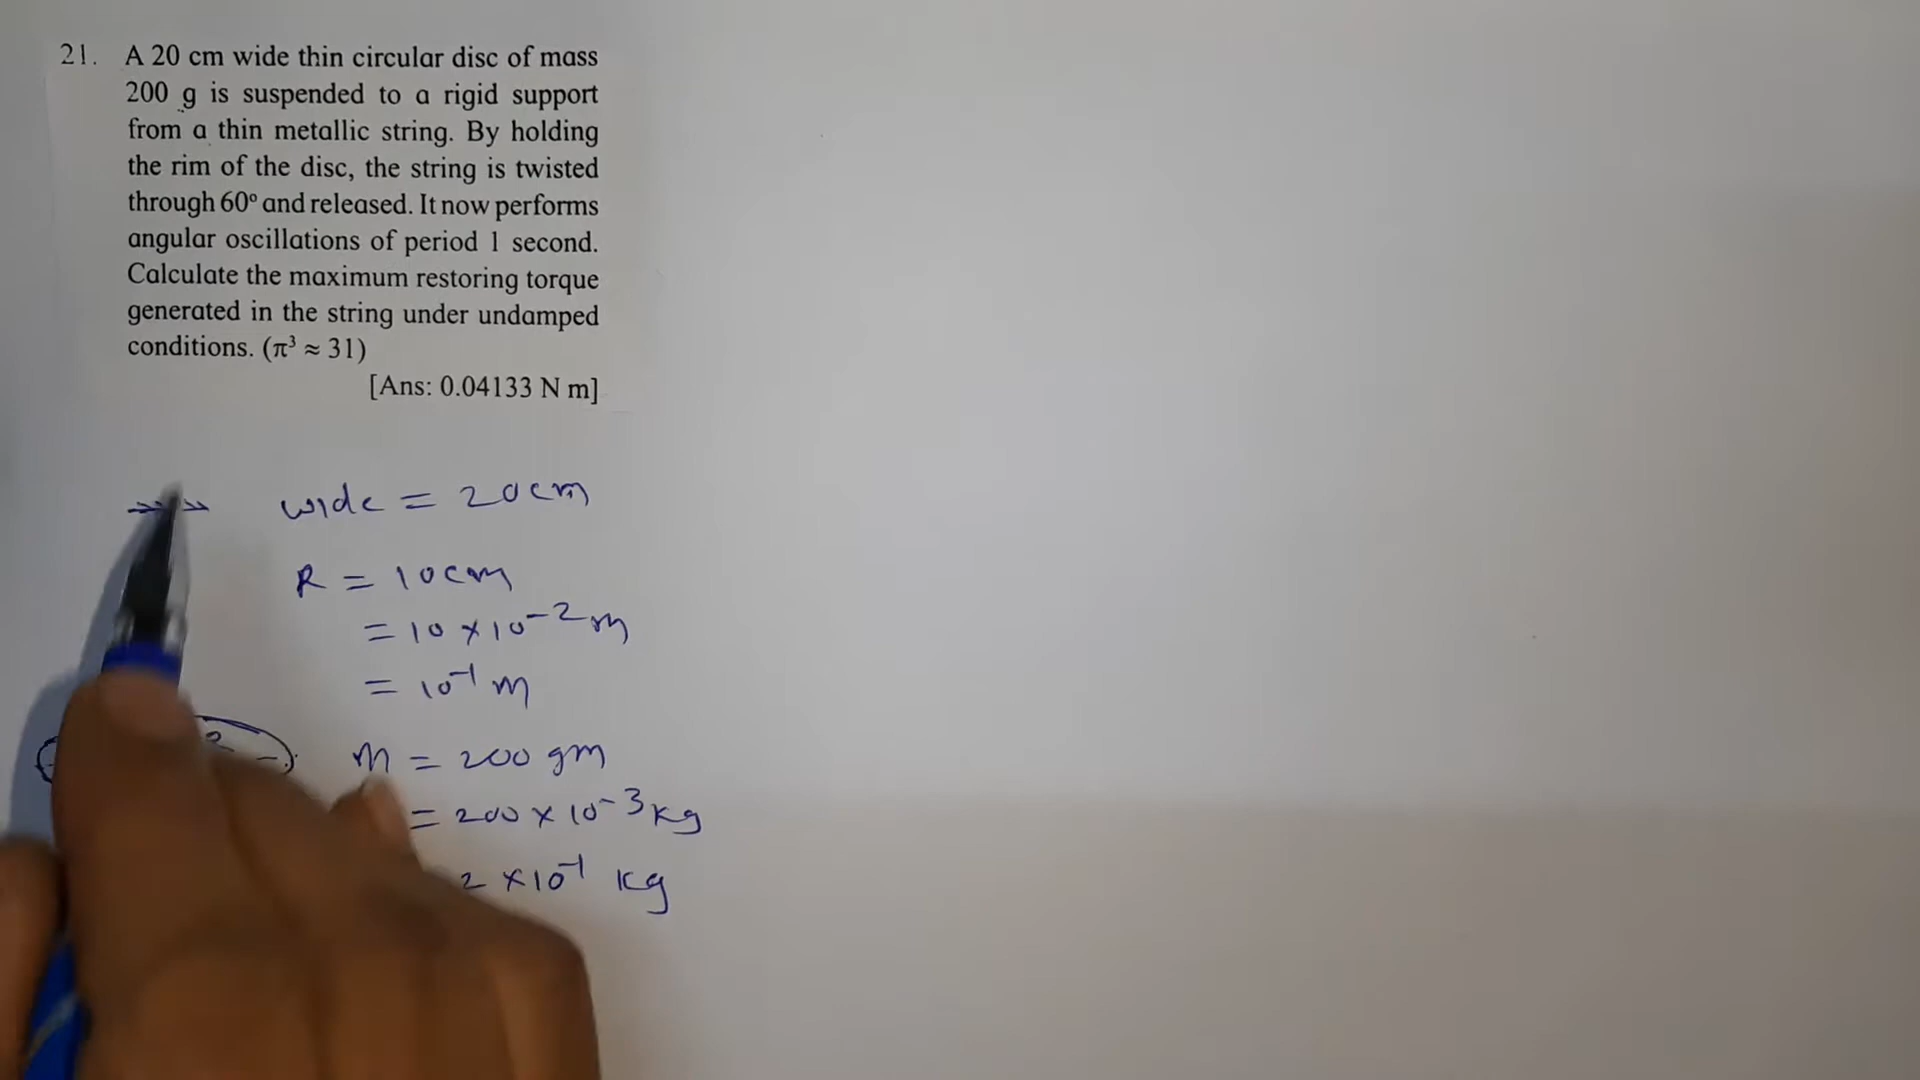 21. A 20 cm wide thin circular disc of mass
200 g is suspended to a rigid support
from a thin metallic string. By holding
the rim of the disc, the string is twisted
through 60° and released. It now performs
angular oscillations of period 1 second.
Calculate the maximum restoring torque
generated in the string under undamped
conditions. (π³ ≈ 31)
[Ans: 0.04133 N m]
wide = 20cm
R = 10cm
= 10 × 10⁻² m
= 10⁻¹ m
2
m = 200 gm
= 200 × 10⁻³ kg
2 × 10⁻¹ kg